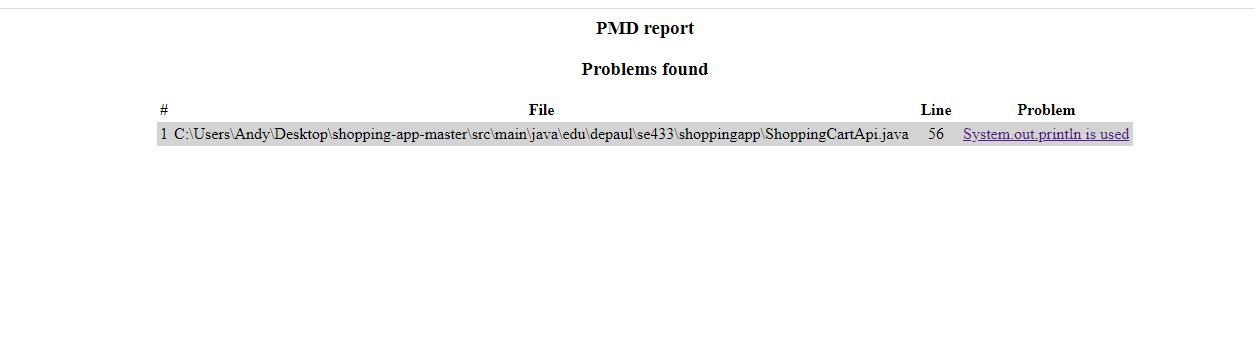 PMD report
Problems found
# File Line Problem
1 C:\Users\Andy\Desktop\shopping-app-master\src\main\java\edu\depaul\se433\shoppingapp\ShoppingCartApi.java 56 System.out.println is used